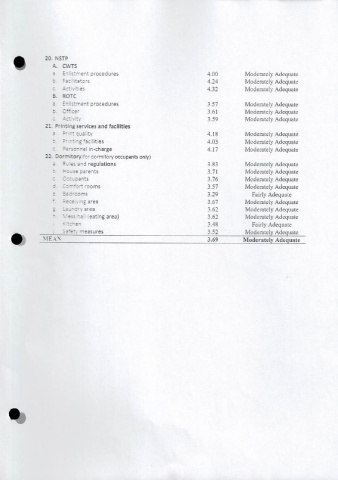 20. NSTP
A. CWTS
a. Enlistment procedures 4.00 Moderately Adequate
b. Facilitators 4.24 Moderately Adequate
c. Activities 4.32 Moderately Adequate
B. ROTC
a. Enlistment procedures 3.57 Moderately Adequate
b. Officer 3.61 Moderately Adequate
c. Activity 3.59 Moderately Adequate
21. Printing services and facilities
a. Print quality 4.18 Moderately Adequate
b. Printing facilities 4.03 Moderately Adequate
c. Personnel in-charge 4.17 Moderately Adequate
22. Dormitory (for dormitory occupants only)
a. Rules and regulations 3.83 Moderately Adequate
b. House parents 3.71 Moderately Adequate
c. Occupants 3.76 Moderately Adequate
d. Comfort rooms 3.57 Moderately Adequate
e. Bedrooms 3.29 Fairly Adequate
f. Receiving area 3.67 Moderately Adequate
g. Laundry area 3.62 Moderately Adequate
h. Mess hall (eating area) 3.62 Moderately Adequate
Kitchen 3.48 Fairly Adequate
Safety measures 3.52 Moderately Adequate
MEAN 3.69 Moderately Adequate